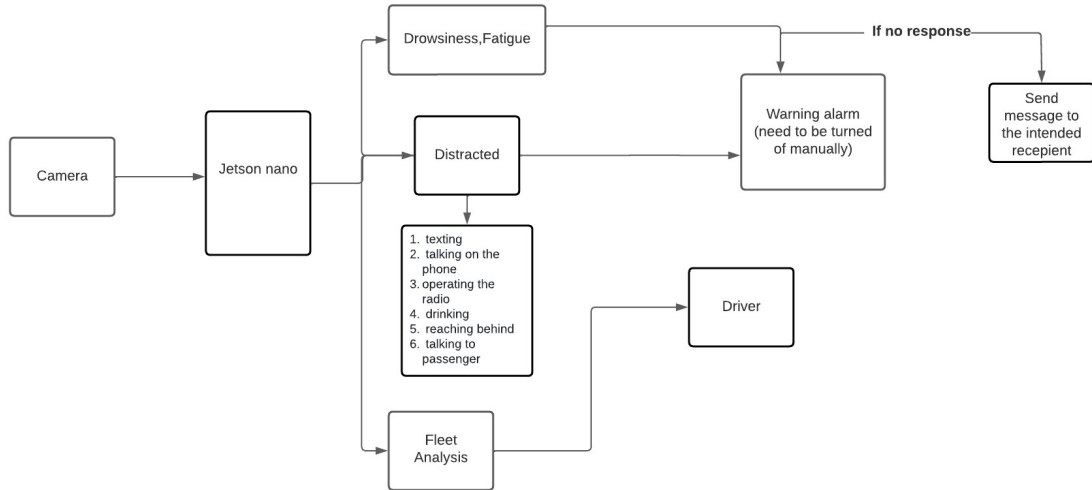 Drowsiness,Fatigue
If no response
Warning alarm
(need to be turned
of manually)
Send
message to
the intended
recepient
Camera
Jetson nano
Distracted
1. texting
2. talking on the
phone
3. operating the
radio
4. drinking
5. reaching behind
6. talking to
passenger
Driver
Fleet
Analysis